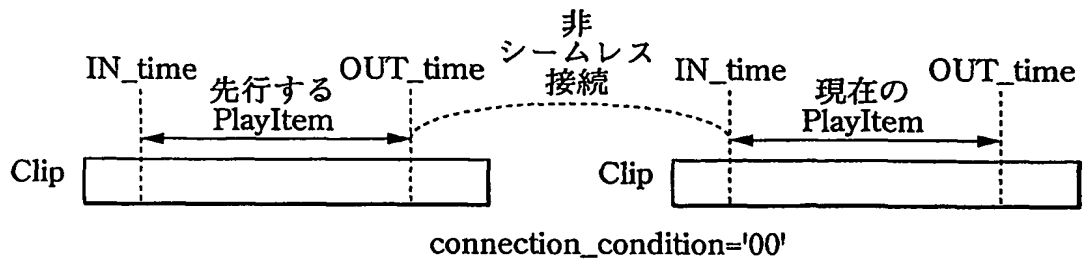 非
シームレス
接続
IN_time
OUT_time
IN_time
OUT_time
先行する
PlayItem
現在の
PlayItem
Clip
Clip
connection_condition='00'